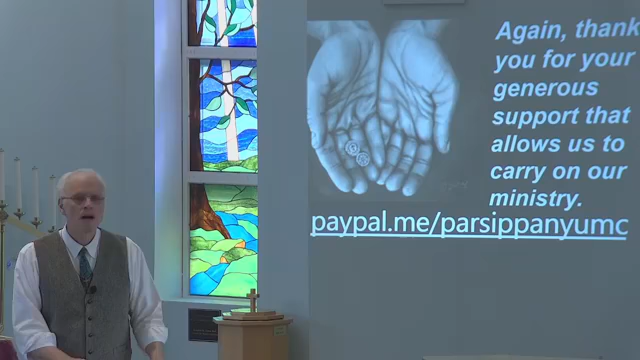 Again, thank
you for your
generous
support that
allows us to
carry on our
ministry.
paypal.me/parsippanyumc